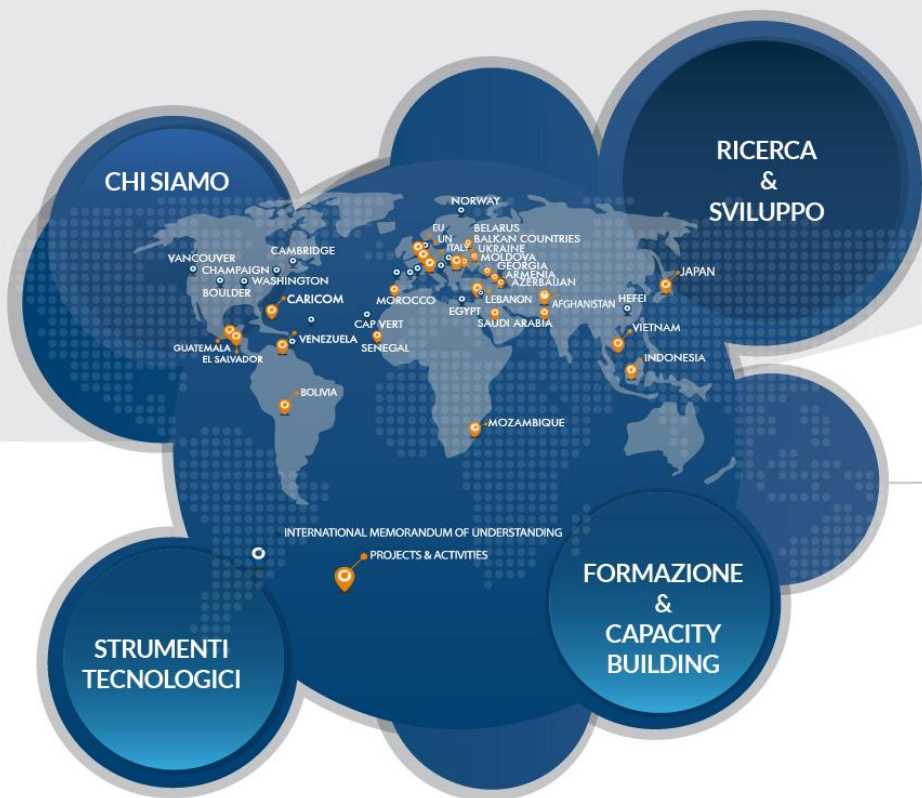 CHI SIAMO
RICERCA
&
SVILUPPO
NORWAY
EU
UN
ITALY
BELARUS
BALKAN COUNTRIES
UKRAINE
MOLDOVA
GEORGIA
ARMENIA
AZERBAIJAN
VANCOUVER
CAMBRIDGE
CHAMPAIGN
WASHINGTON
BOULDER
CARICOM
MOROCCO
LEBANON
EGYPT
AFGHANISTAN
SAUDI ARABIA
HEFEI
JAPAN
CAP VERT
SENEGAL
VENEZUELA
GUATEMALA
EL SALVADOR
VIETNAM
INDONESIA
BOLIVIA
MOZAMBIQUE
INTERNATIONAL MEMORANDUM OF UNDERSTANDING
PROJECTS & ACTIVITIES
STRUMENTI
TECNOLOGICI
FORMAZIONE
&
CAPACITY
BUILDING